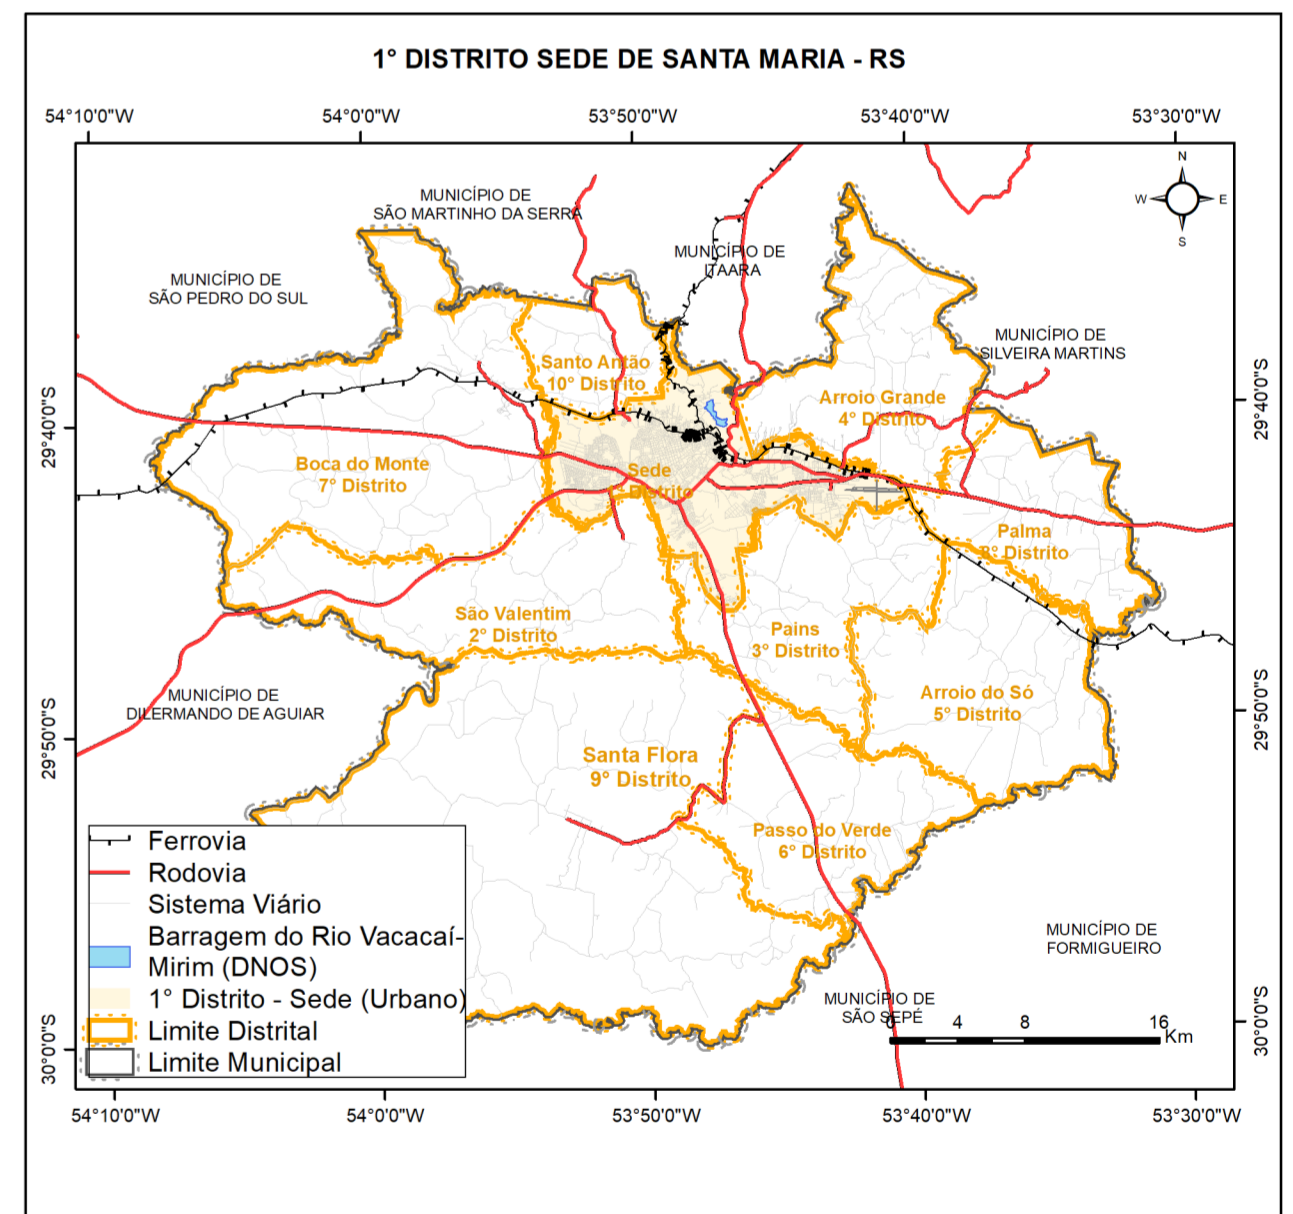 1° DISTRITO SEDE DE SANTA MARIA - RS
54°10'0"W
54°0'0"W
53°50'0"W
53°40'0"W
53°30'0"W
N
W
E
S
MUNICÍPIO DE
SÃO MARTINHO DA SERRA
MUNICÍPIO DE
ITAARA
MUNICÍPIO DE
SÃO PEDRO DO SUL
MUNICÍPIO DE
SILVEIRA MARTINS
Santo Antão
10° Distrito
Arroio Grande
4° Distrito
29°40'0"S
29°40'0"S
Boca do Monte
7° Distrito
Sede
Distrito
Palma
8° Distrito
São Valentim
2° Distrito
Pains
3° Distrito
MUNICÍPIO DE
DILERMANDO DE AGUIAR
Arroio do Só
5° Distrito
29°50'0"S
29°50'0"S
Santa Flora
9° Distrito
Passo do Verde
6° Distrito
MUNICÍPIO DE
FORMIGUEIRO
MUNICÍPIO DE
SÃO SEPÉ
0 4 8 16
Km
30°0'0"S
30°0'0"S
Ferrovia
Rodovia
Sistema Viário
Barragem do Rio Vacacaí-
Mirim (DNOS)
1° Distrito - Sede (Urbano)
Limite Distrital
Limite Municipal
54°10'0"W
54°0'0"W
53°50'0"W
53°40'0"W
53°30'0"W